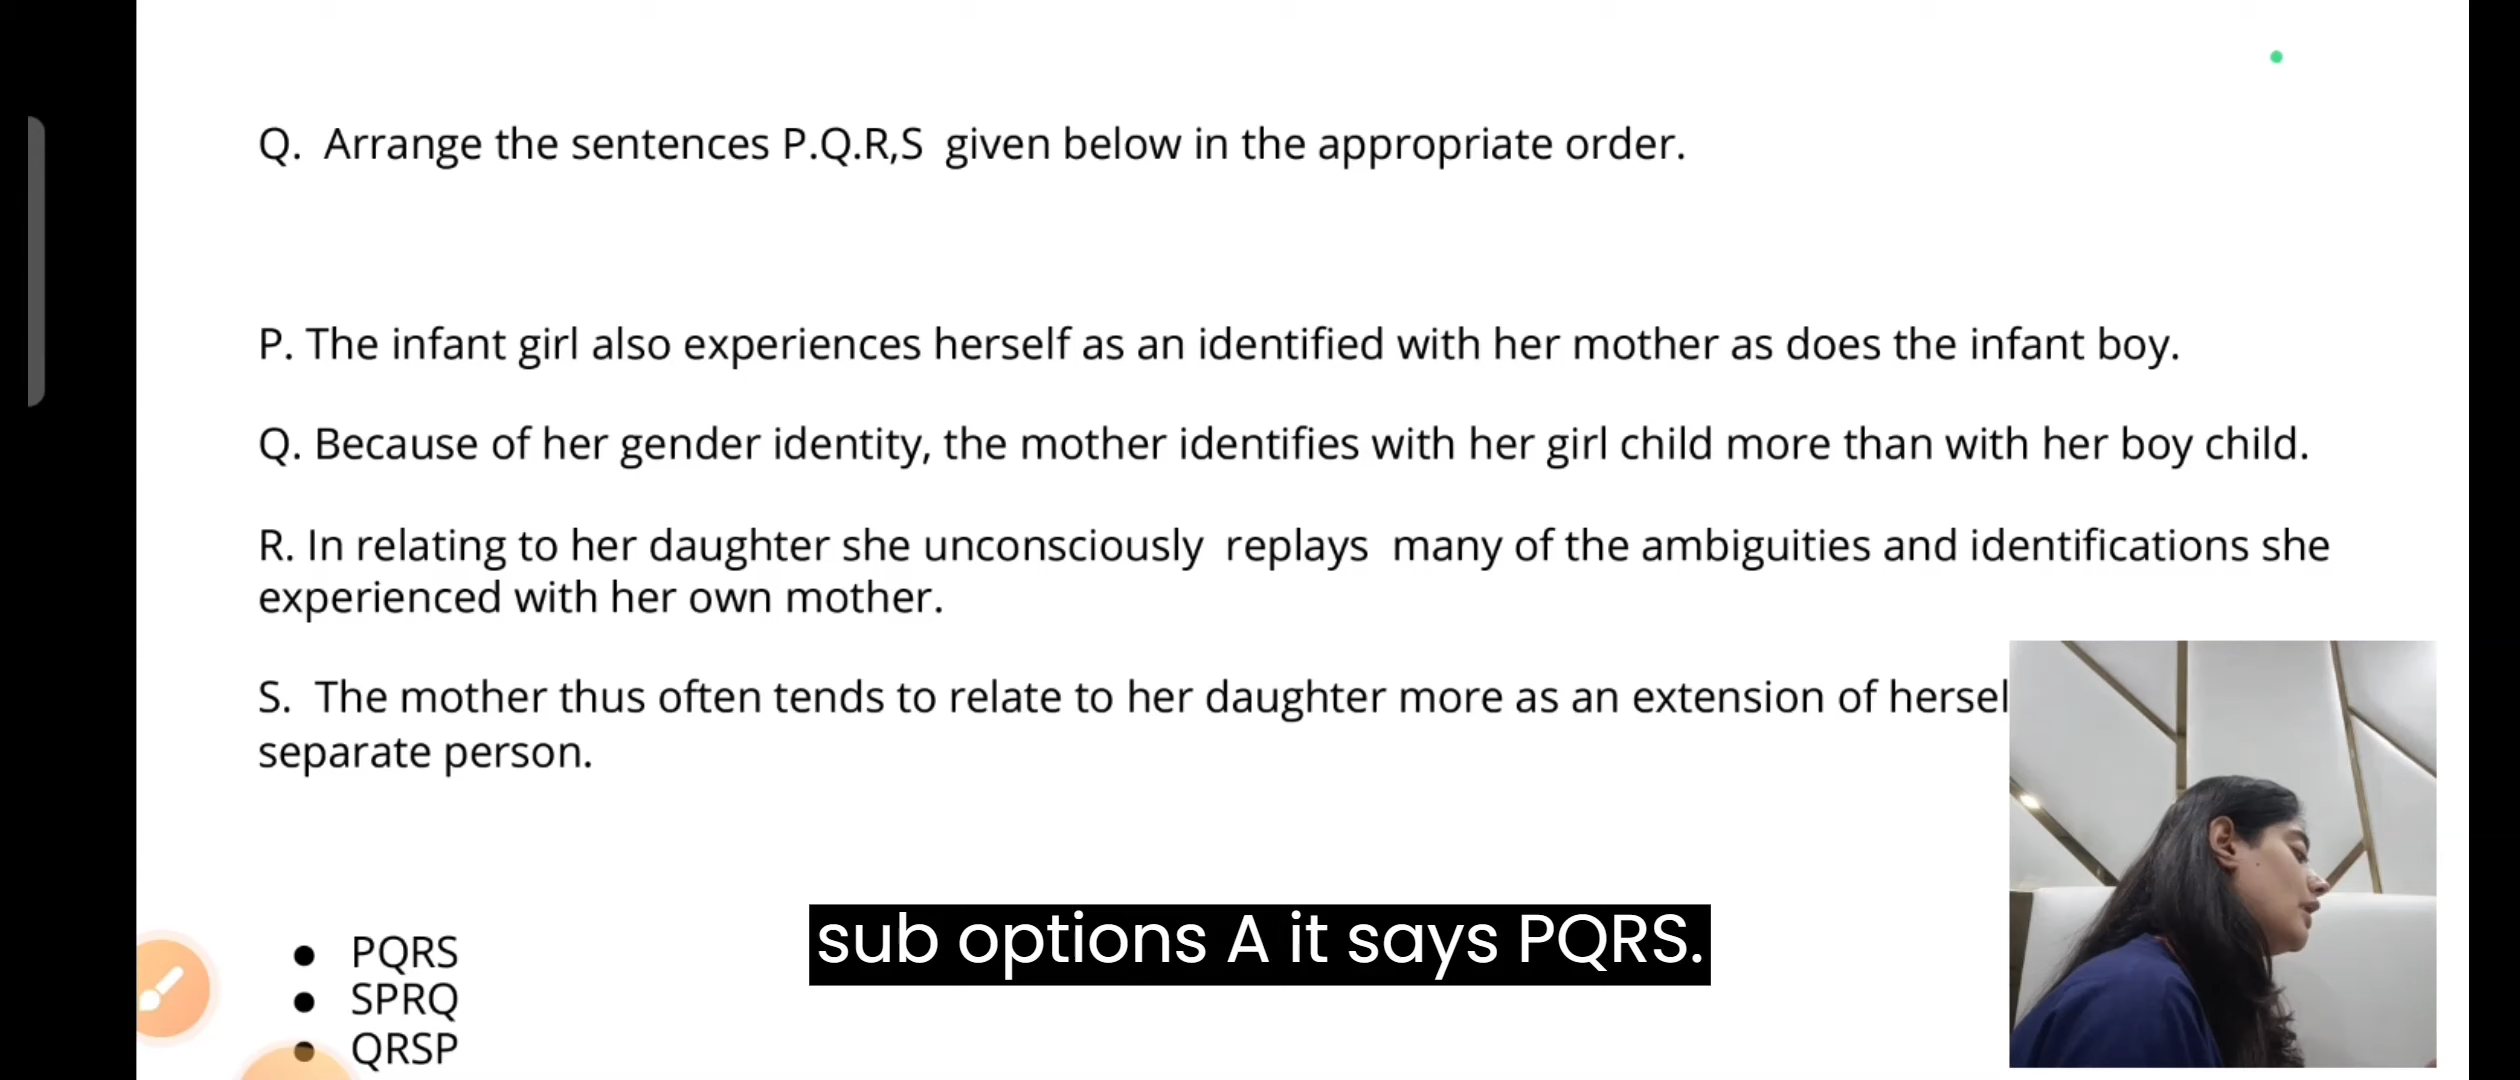 Q. Arrange the sentences P.Q.R,S given below in the appropriate order.
P. The infant girl also experiences herself as an identified with her mother as does the infant boy.
Q. Because of her gender identity, the mother identifies with her girl child more than with her boy child.
R. In relating to her daughter she unconsciously replays many of the ambiguities and identifications she
experienced with her own mother.
S. The mother thus often tends to relate to her daughter more as an extension of hersel
separate person.
PQRS
SPRQ
QRSP
sub options A it says PQRS.